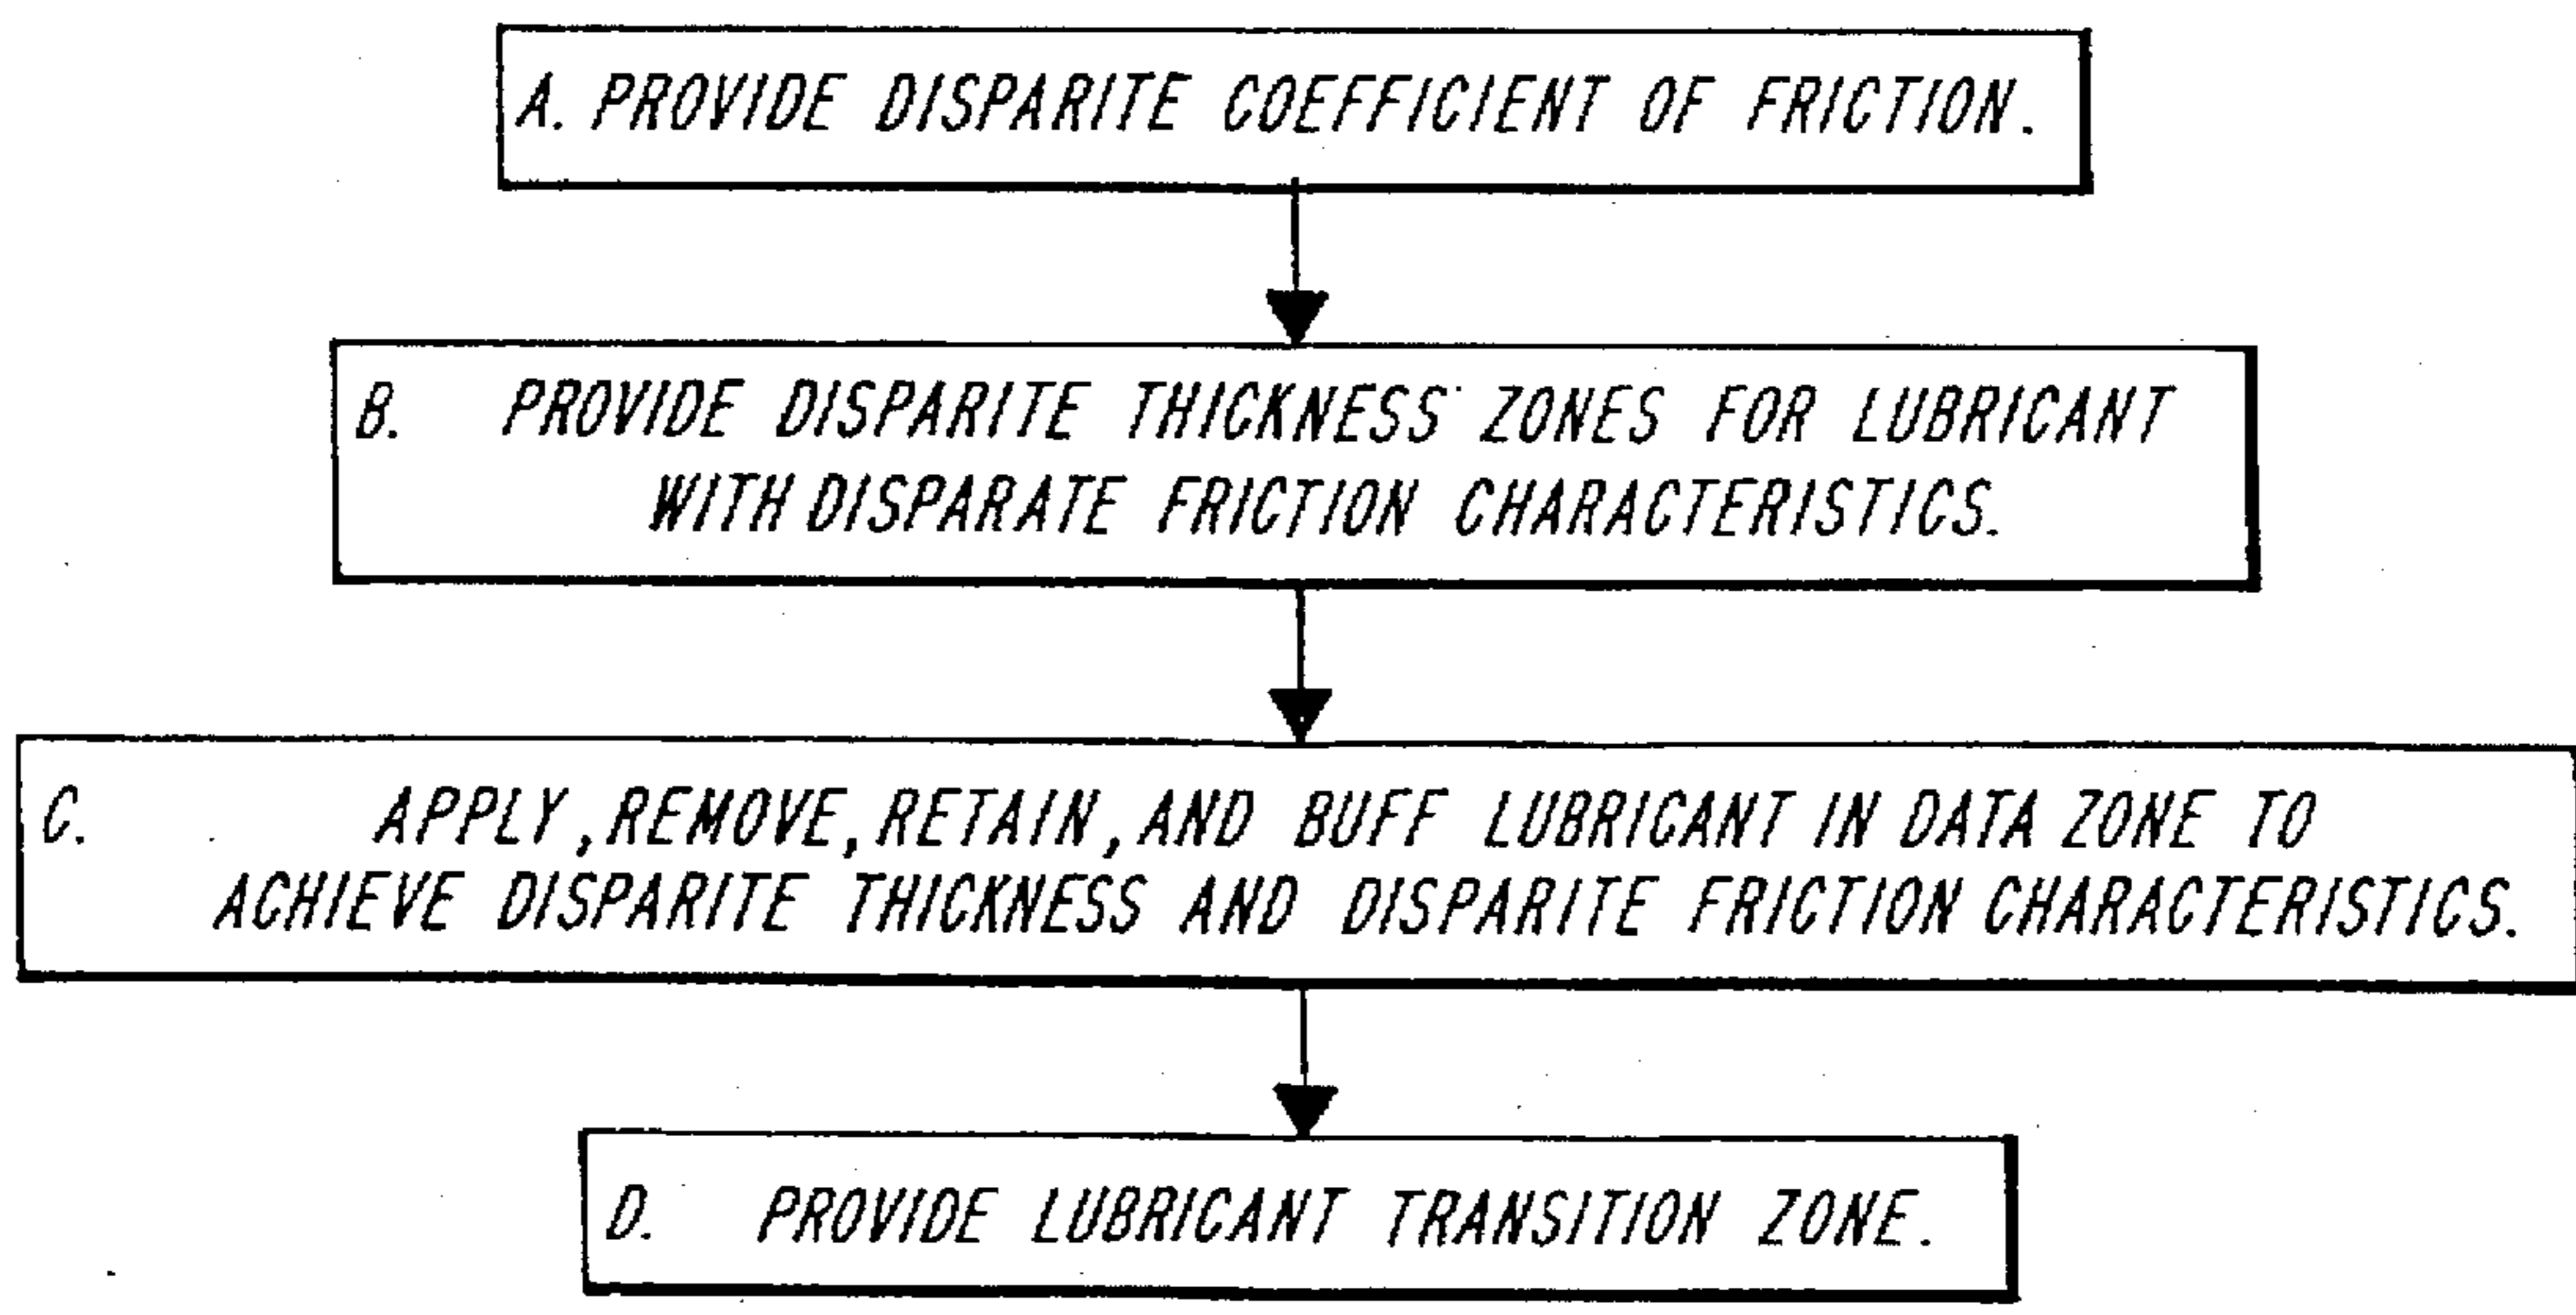 A. PROVIDE DISPARITE COEFFICIENT OF FRICTION.
B. PROVIDE DISPARITE THICKNESS ZONES FOR LUBRICANT
WITH DISPARATE FRICTION CHARACTERISTICS.
C. APPLY, REMOVE, RETAIN, AND BUFF LUBRICANT IN DATA ZONE TO
ACHIEVE DISPARITE THICKNESS AND DISPARITE FRICTION CHARACTERISTICS.
D. PROVIDE LUBRICANT TRANSITION ZONE.